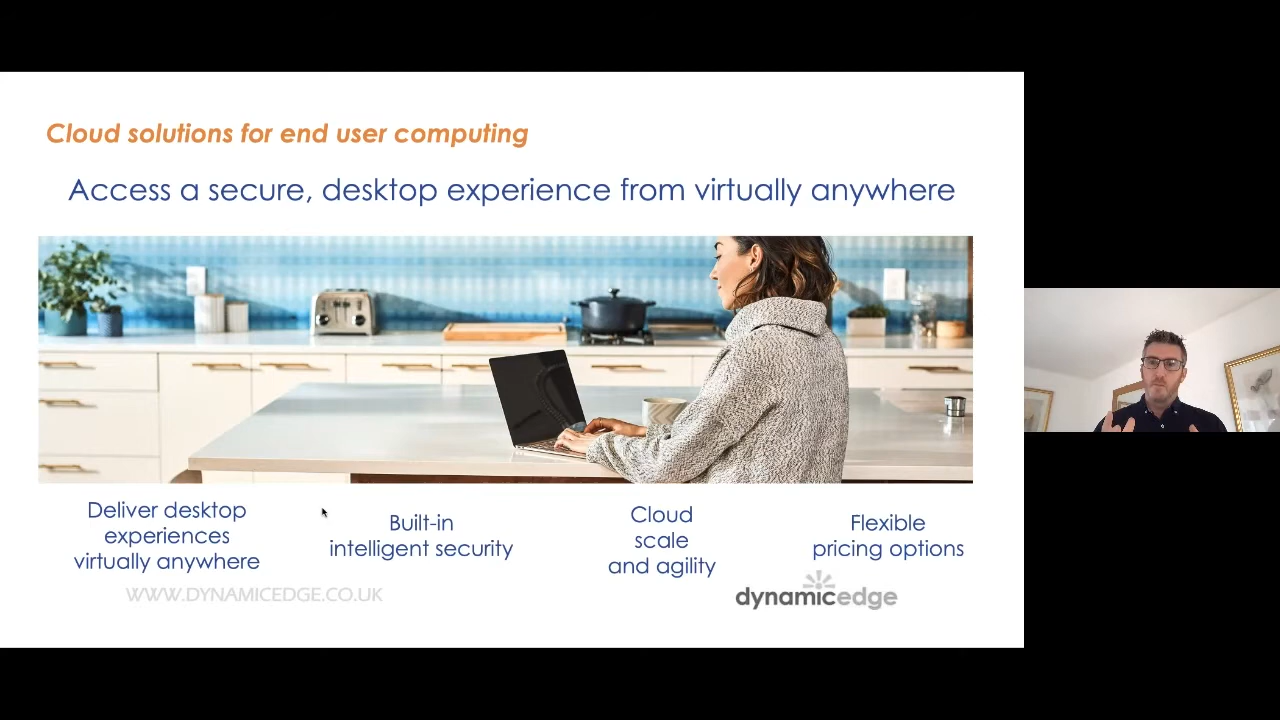 Cloud solutions for end user computing
Access a secure, desktop experience from virtually anywhere
Deliver desktop
experiences
virtually anywhere
Built-in
intelligent security
Cloud
scale
and agility
Flexible
pricing options
WWW.DYNAMICEDGE.CO.UK
dynamicedge